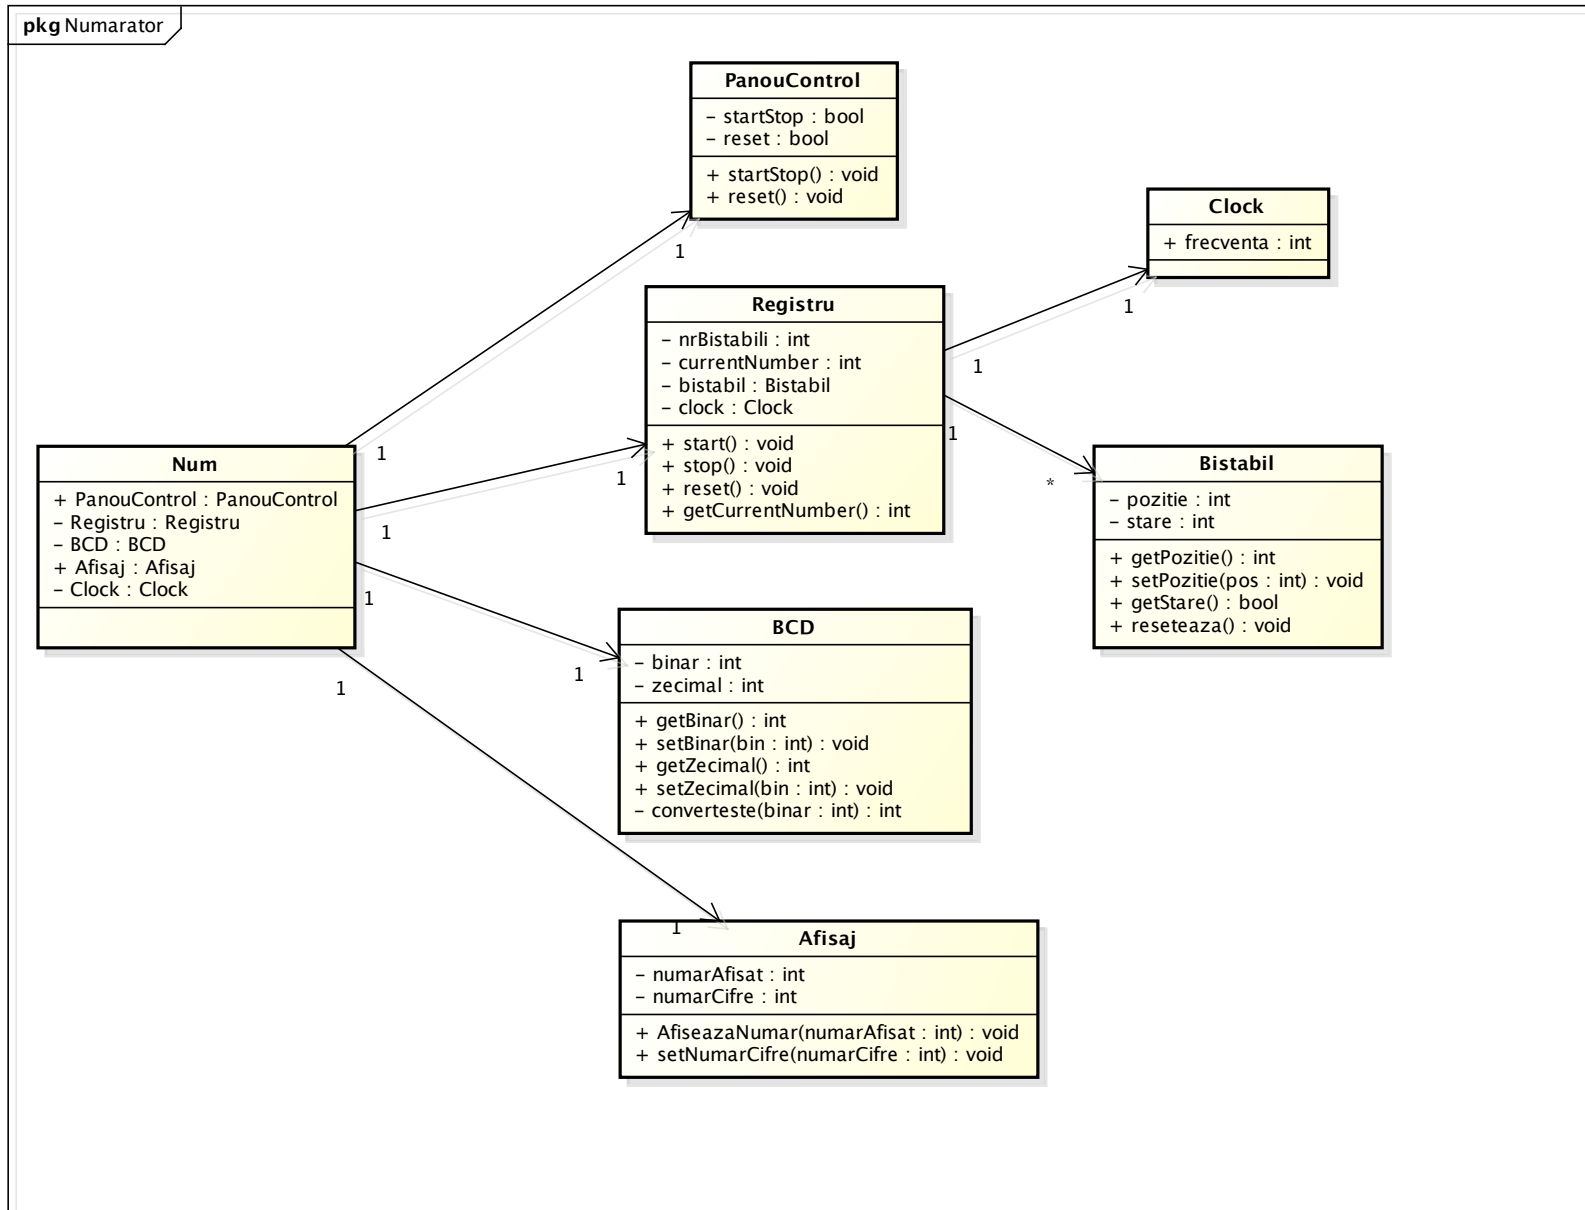 pkg Numarator
PanouControl
– startStop : bool
– reset : bool
+ startStop() : void
+ reset() : void
1
1
Clock
+ frecventa : int
1
1
Registru
– nrBistabili : int
– currentNumber : int
– bistabil : Bistabil
– clock : Clock
+ start() : void
+ stop() : void
+ reset() : void
+ getCurrentNumber() : int
1
1
1
*
Num
+ PanouControl : PanouControl
– Registru : Registru
– BCD : BCD
+ Afisaj : Afisaj
– Clock : Clock
Bistabil
– pozitie : int
– stare : int
+ getPozitie() : int
+ setPozitie(pos : int) : void
+ getStare() : bool
+ reseteaza() : void
1
1
BCD
– binar : int
– zecimal : int
+ getBinar() : int
+ setBinar(bin : int) : void
+ getZecimal() : int
+ setZecimal(bin : int) : void
– converteste(binar : int) : int
1
1
Afisaj
– numarAfisat : int
– numarCifre : int
+ AfiseazaNumar(numarAfisat : int) : void
+ setNumarCifre(numarCifre : int) : void